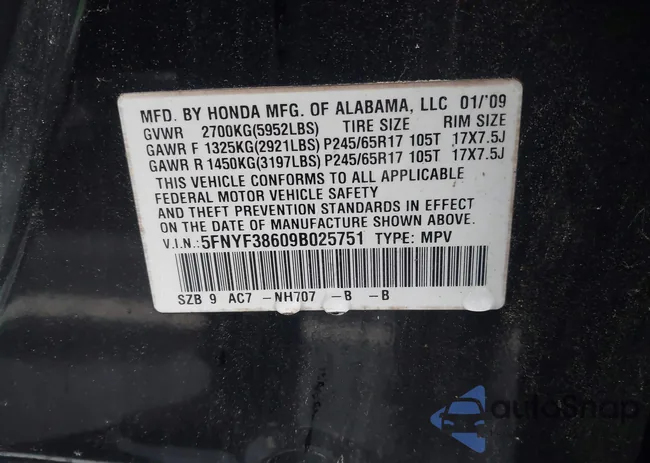 MFD. BY HONDA MFG. OF ALABAMA, LLC 01/'09
GVWR 2700KG(5952LBS) TIRE SIZE RIM SIZE
GAWR F 1325KG(2921LBS) P245/65R17 105T 17X7.5J
GAWR R 1450KG(3197LBS) P245/65R17 105T 17X7.5J
THIS VEHICLE CONFORMS TO ALL APPLICABLE
FEDERAL MOTOR VEHICLE SAFETY
AND THEFT PREVENTION STANDARDS IN EFFECT
ON THE DATE OF MANUFACTURE SHOWN ABOVE.
V.I.N.: 5FNYF38609B025751 TYPE: MPV
SZB 9 AC7 -NH707 -B -B
autoSnap